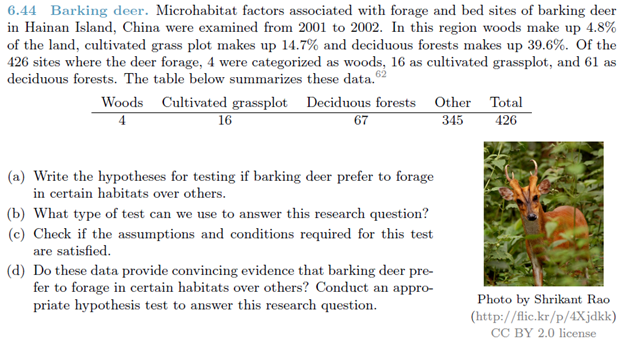 6.44 Barking deer. Microhabitat factors associated with forage and bed sites of barking deer
in Hainan Island, China were examined from 2001 to 2002. In this region woods make up 4.8%
of the land, cultivated grass plot makes up 14.7% and deciduous forests makes up 39.6%. Of the
426 sites where the deer forage, 4 were categorized as woods, 16 as cultivated grassplot, and 61 as
deciduous forests. The table below summarizes these data.62
Woods Cultivated grassplot Deciduous forests Other Total
4 16 67 345 426
(a) Write the hypotheses for testing if barking deer prefer to forage
in certain habitats over others.
(b) What type of test can we use to answer this research question?
(c) Check if the assumptions and conditions required for this test
are satisfied.
(d) Do these data provide convincing evidence that barking deer pre-
fer to forage in certain habitats over others? Conduct an appro-
priate hypothesis test to answer this research question.
Photo by Shrikant Rao
(http://flic.kr/p/4Xjdkk)
CC BY 2.0 license